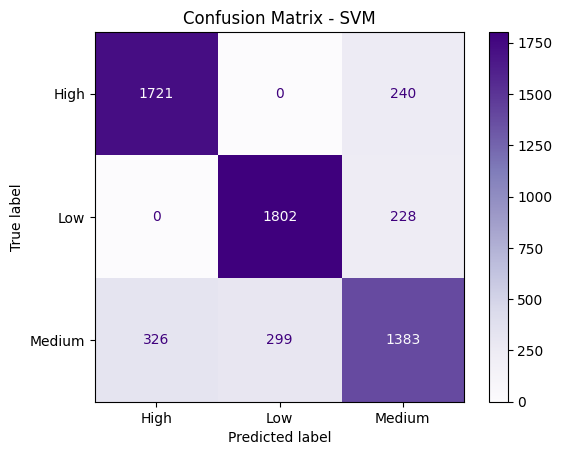 Confusion Matrix - SVM
High 1721 0 240
Low 0 1802 228
Medium 326 299 1383
High Low Medium
Predicted label
True label
1750
1500
1250
1000
750
500
250
0